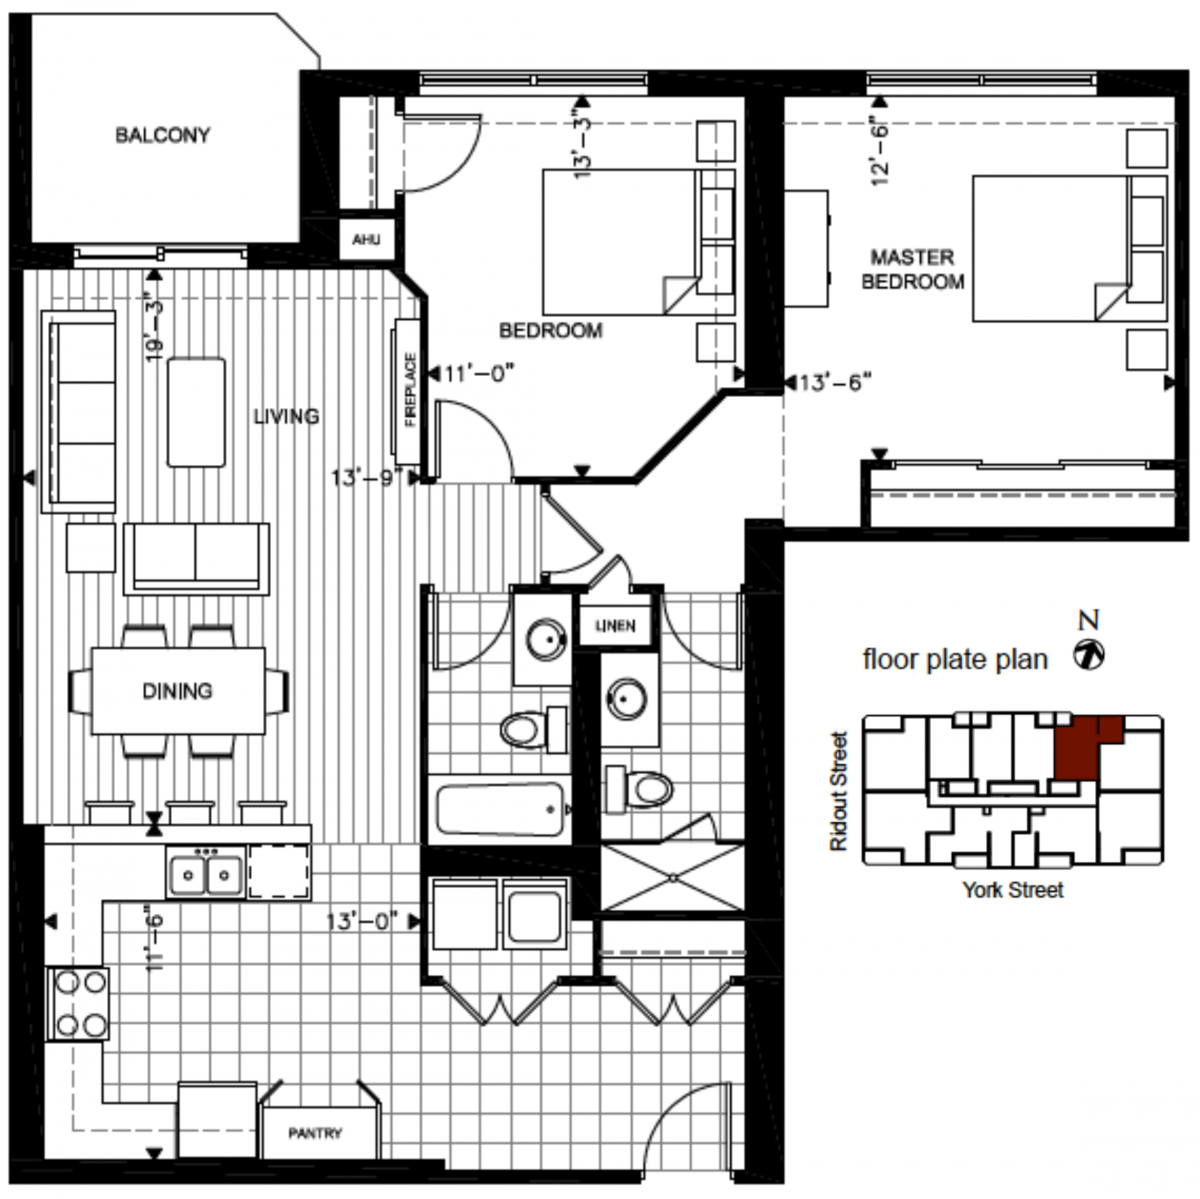 BALCONY
AHU
13'-3"
12'-6"
MASTER
BEDROOM
BEDROOM
19'-3"
FIREPLACE
11'-0"
13'-6"
LIVING
13'-9"
LINEN
DINING
N
floor plate plan
Ridout Street
York Street
13'-0"
11'-6"
PANTRY